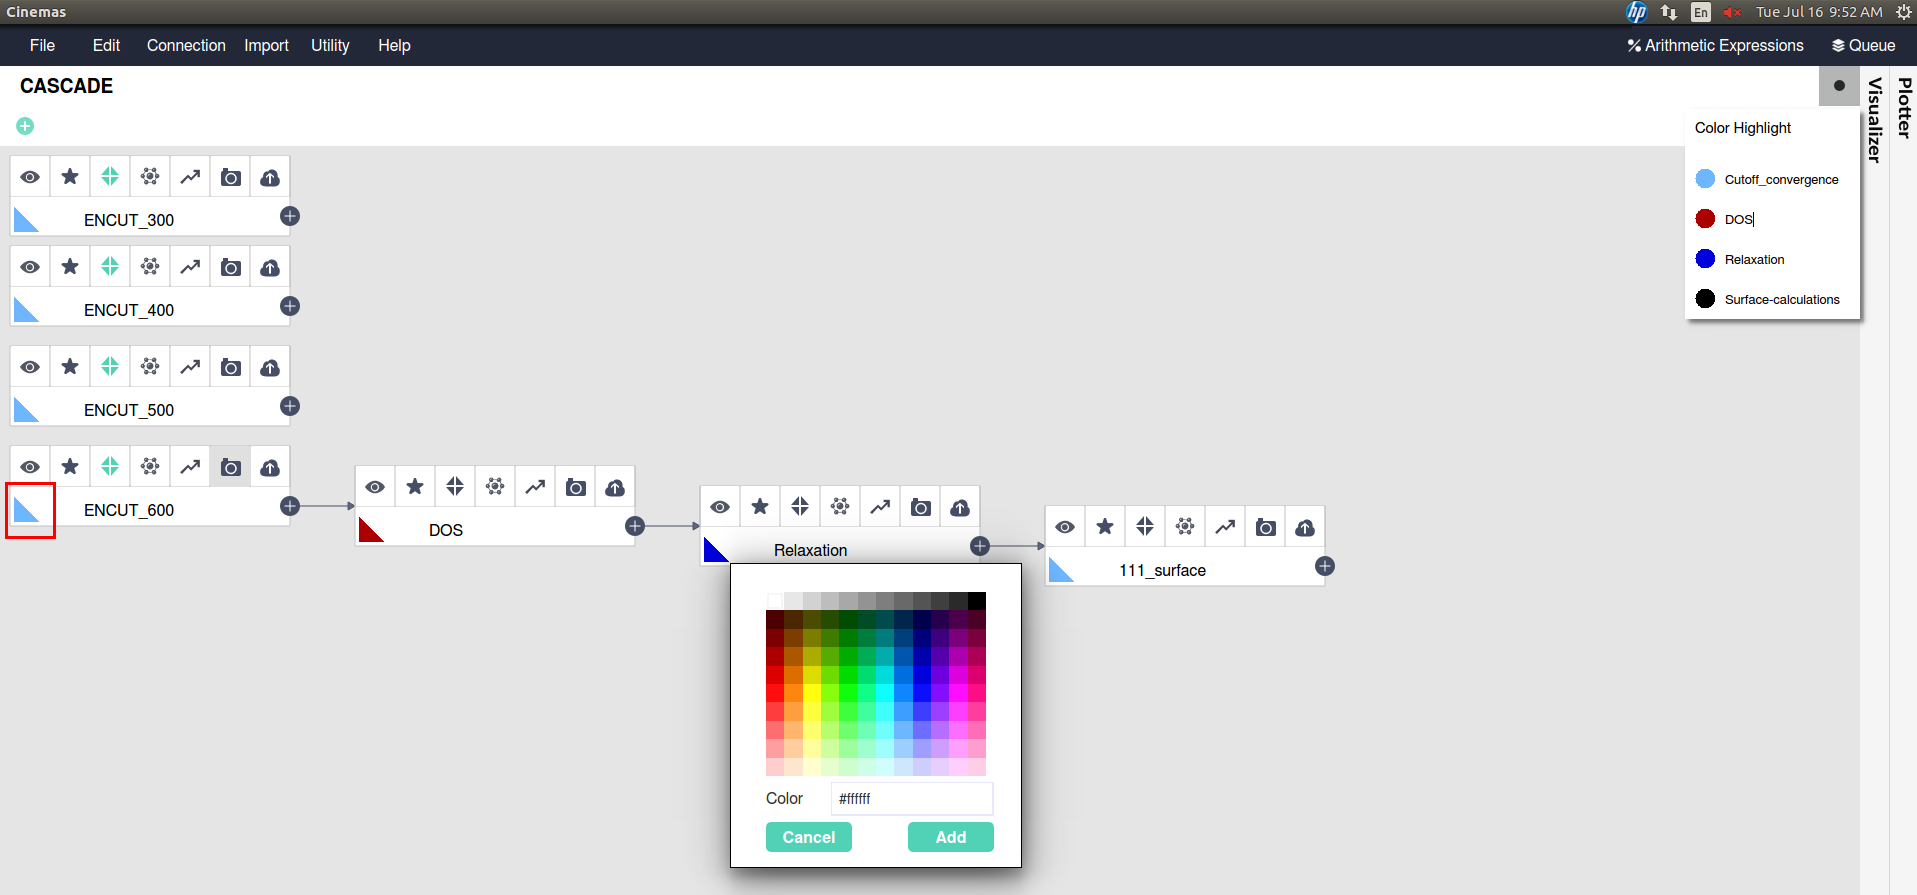 Cinemas
hp En Tue Jul 16 9:52 AM
File Edit Connection Import Utility Help
Arithmetic Expressions Queue
CASCADE
Visualizer
Plotter
Color Highlight
Cutoff_convergence
DOS
Relaxation
Surface-calculations
ENCUT_300
ENCUT_400
ENCUT_500
ENCUT_600
DOS
Relaxation
111_surface
Color #ffffff
Cancel Add